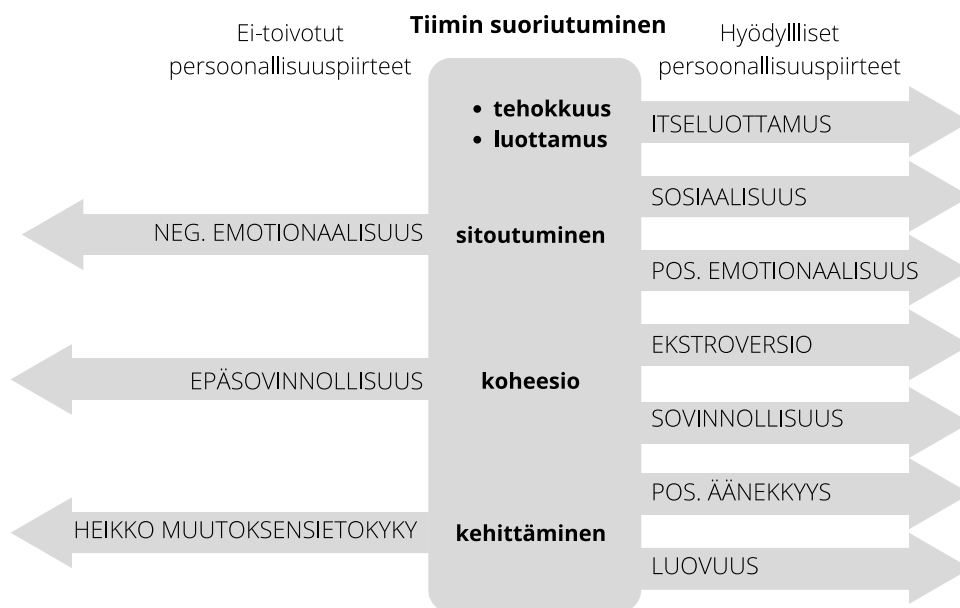 Tiimin suoriutuminen
Ei-toivotut
persoonallisuuspiirteet
Hyödyllliset
persoonallisuuspiirteet
• tehokkuus
• luottamus
ITSELUOTTAMUS
SOSIAALISUUS
NEG. EMOTIONAALISUUS
sitoutuminen
POS. EMOTIONAALISUUS
EKSTROVERSIO
EPÄSOVINNOLLISUUS
koheesio
SOVINNOLLISUUS
POS. ÄÄNEKKYYS
HEIKKO MUUTOKSENSIETOKYKY
kehittäminen
LUOVUUS